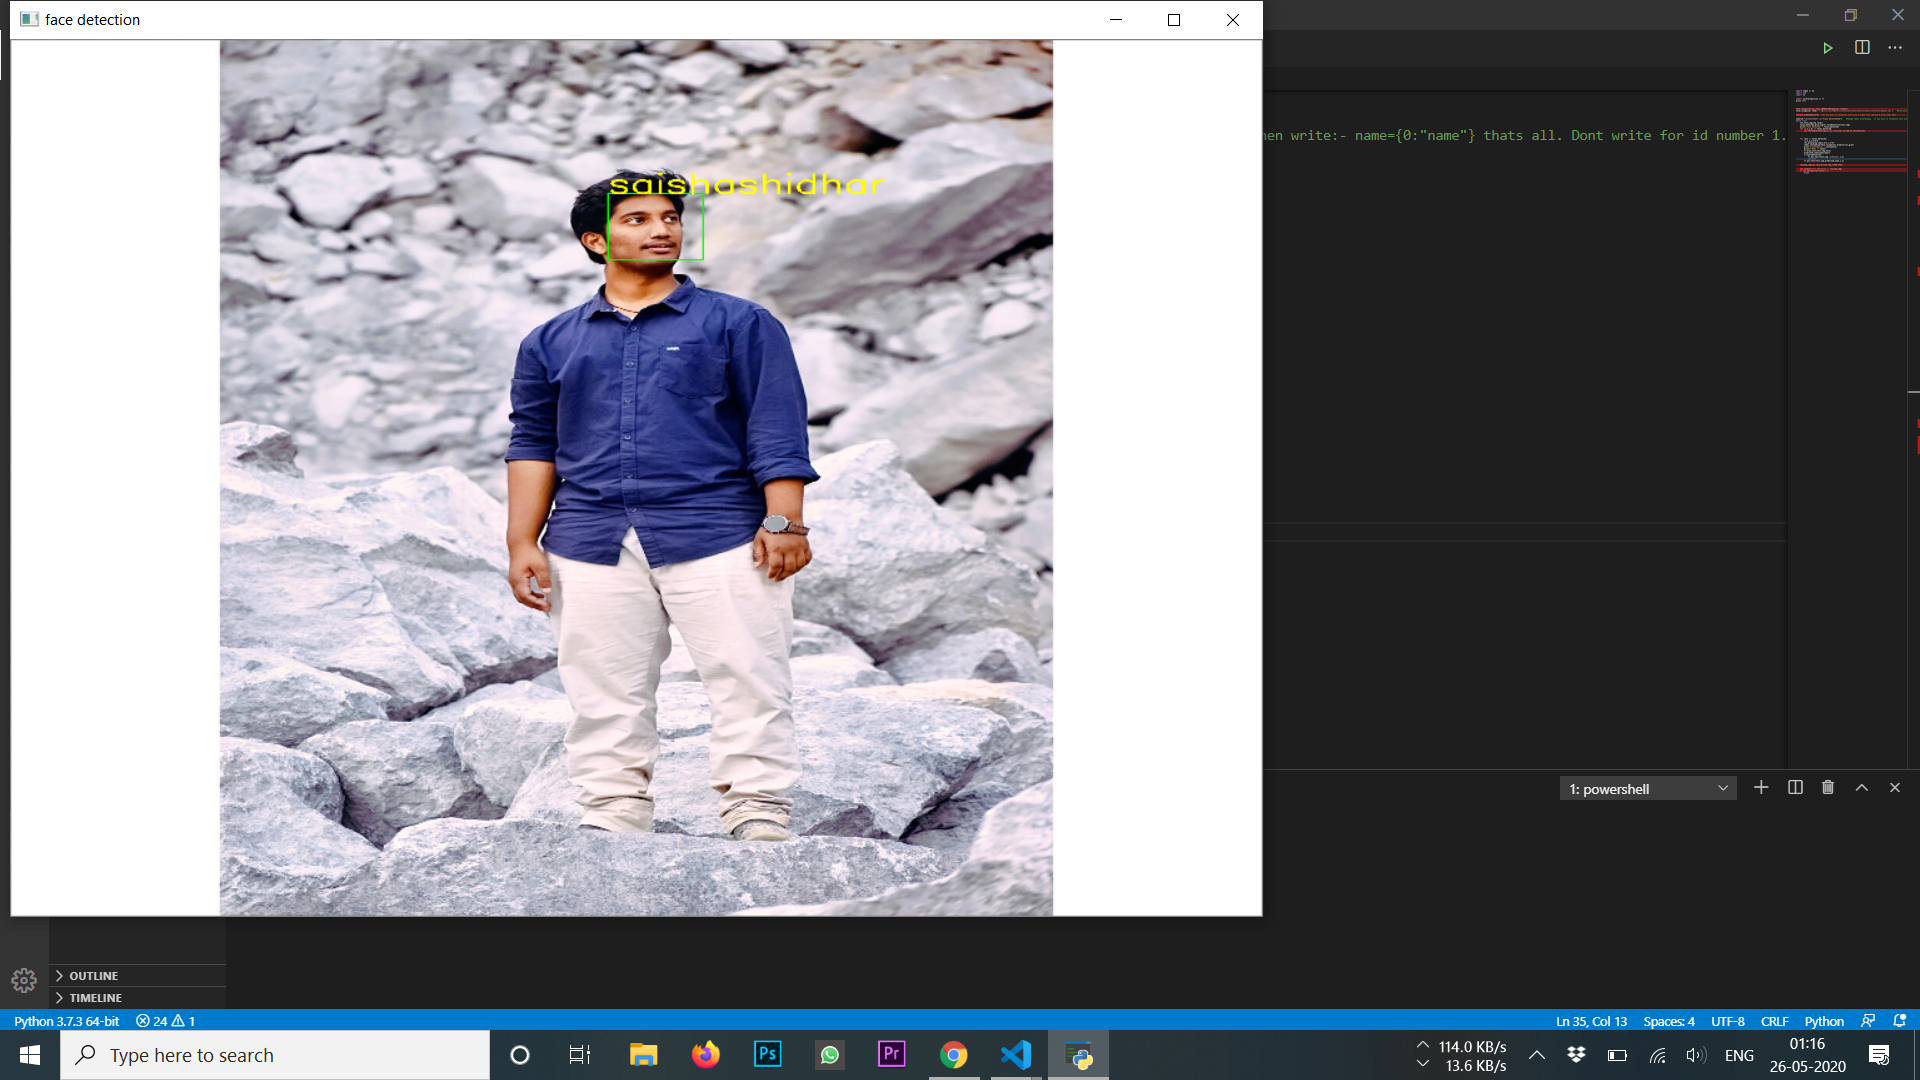 face detection
hen write:- name={0:"name"} thats all. Dont write for id number 1.
saishashidhar
1: powershell
OUTLINE
TIMELINE
Python 3.7.3 64-bit 24 1
Ln 35, Col 13 Spaces: 4 UTF-8 CRLF Python
Type here to search
Ps
Pr
114.0 KB/s
13.6 KB/s
ENG
01:16
26-05-2020